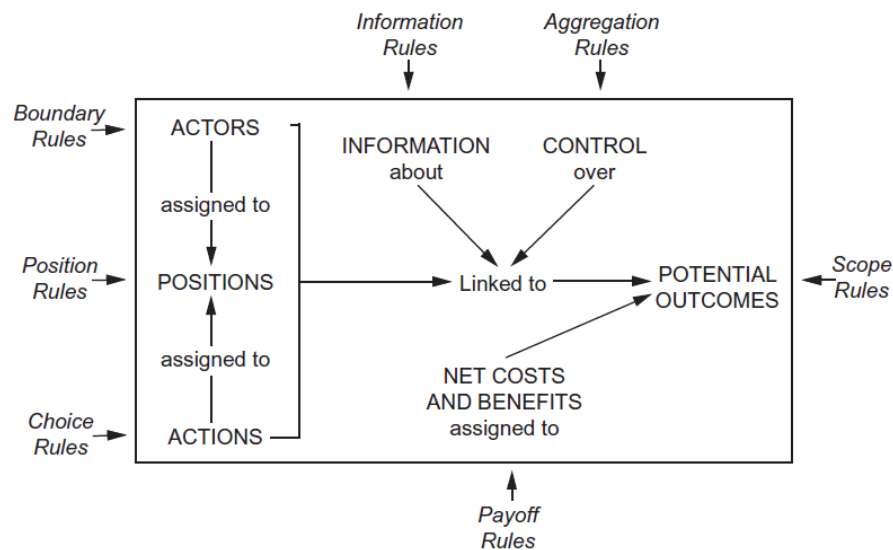 Information
Rules
Aggregation
Rules
Boundary
Rules
ACTORS
INFORMATION
about
CONTROL
over
assigned to
Position
Rules
POSITIONS
Linked to
POTENTIAL
OUTCOMES
Scope
Rules
assigned to
NET COSTS
AND BENEFITS
assigned to
Choice
Rules
ACTIONS
Payoff
Rules